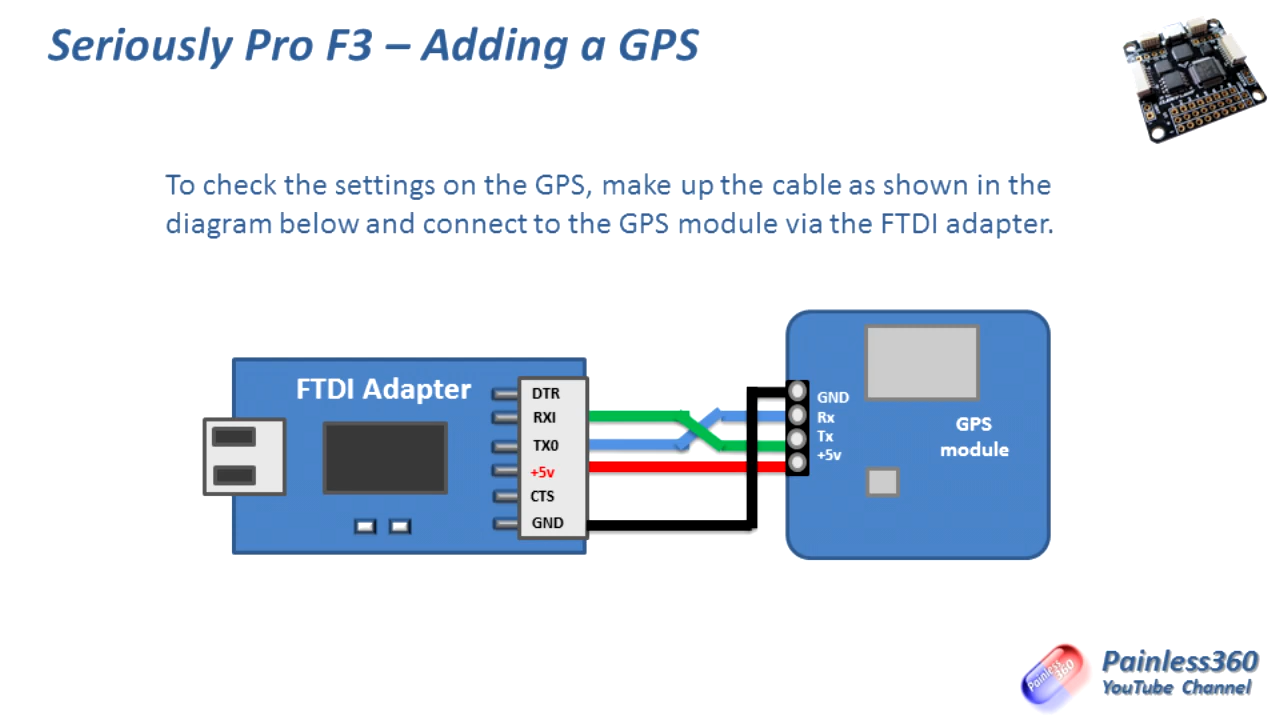 Seriously Pro F3 – Adding a GPS
To check the settings on the GPS, make up the cable as shown in the
diagram below and connect to the GPS module via the FTDI adapter.
FTDI Adapter
DTR
RXI
TX0
+5v
CTS
GND
GND
Rx
Tx
+5v
GPS
module
Painless
360
Painless360
YouTube Channel